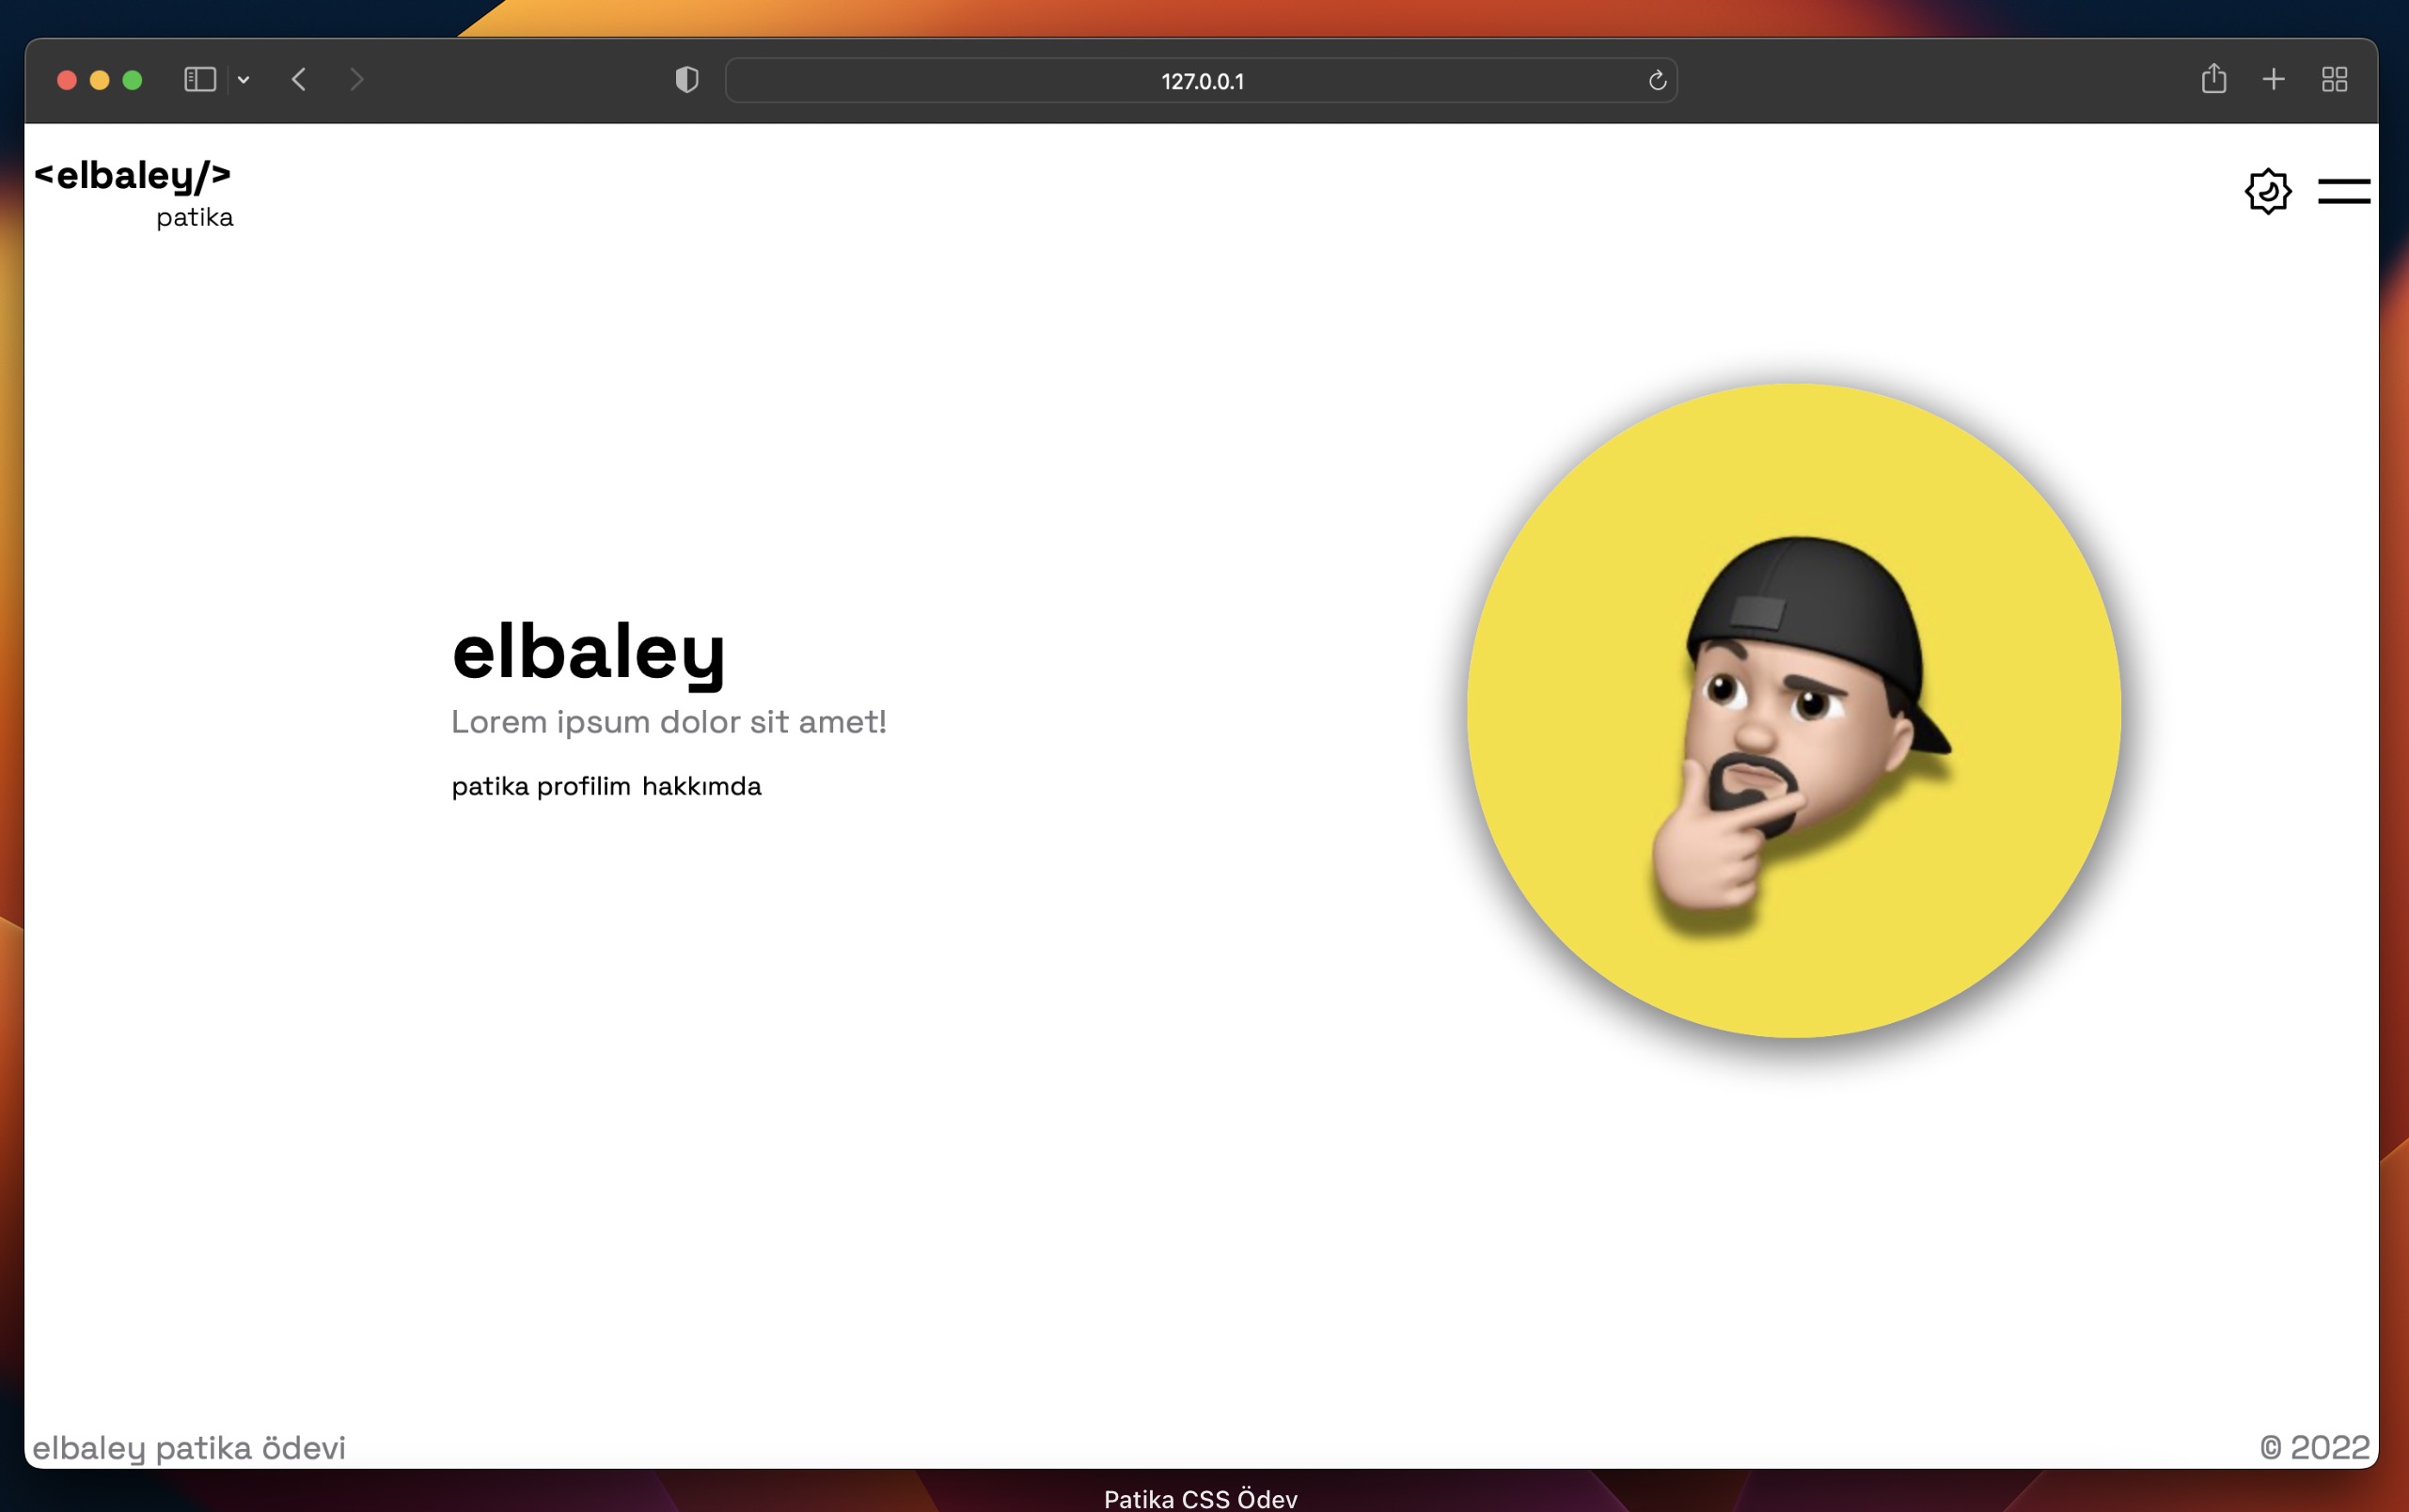 127.0.0.1
<elbaley/>
patika
elbaley
Lorem ipsum dolor sit amet!
patika profilim hakkımda
elbaley patika ödevi
© 2022
Patika CSS Ödev